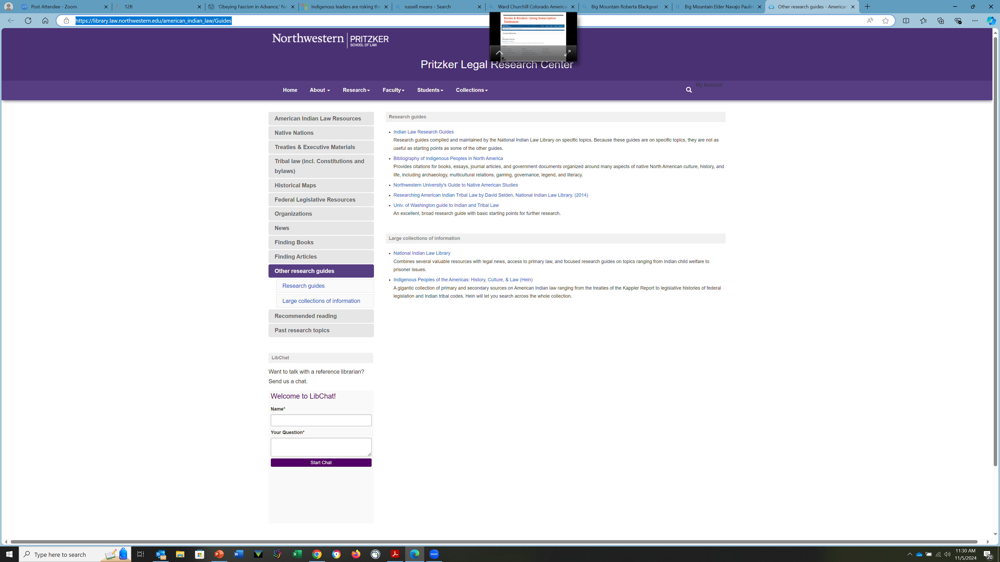 Post Attendee - Zoom
12ft
'Obeying Fascism in Advance,' Na
Indigenous leaders are risking the
russell means - Search
Ward Churchill Colorado America
Big Mountain Roberta Blackgoat -
Big Mountain Elder Navajo Paulin
Other research guides - American
https://library.law.northwestern.edu/american_indian_law/Guides
Books & Binders: Using Subscription
Databases
Favorite Publications
Secondary Sources
Northwestern PRITZKER
SCHOOL OF LAW
Pritzker Legal Research Center
Home About Research Faculty Students Collections My Account
American Indian Law Resources
Native Nations
Treaties & Executive Materials
Tribal law (incl. Constitutions and
bylaws)
Historical Maps
Federal Legislative Resources
Organizations
News
Finding Books
Finding Articles
Other research guides
Research guides
Large collections of information
Recommended reading
Past research topics
LibChat
Want to talk with a reference librarian?
Send us a chat.
Welcome to LibChat!
Name*
Your Question*
Start Chat
Research guides
Indian Law Research Guides
Research guides compiled and maintained by the National Indian Law Library on specific topics. Because these guides are on specific topics, they are not as
useful as starting points as some of the other guides.
Bibliography of Indigenous Peoples in North America
Provides citations for books, essays, journal articles, and government documents organized around many aspects of native North American culture, history, and
life, including archaeology, multicultural relations, gaming, governance, legend, and literacy.
Northwestern University's Guide to Native American Studies
Researching American Indian Tribal Law by David Selden, National Indian Law Library. (2014)
Univ. of Washington guide to Indian and Tribal Law
An excellent, broad research guide with basic starting points for further research.
Large collections of information
National Indian Law Library
Combines several valuable resources with legal news, access to primary law, and focused research guides on topics ranging from Indian child welfare to
prisoner issues.
Indigenous Peoples of the Americas: History, Culture, & Law (Hein)
A gigantic collection of primary and secondary sources on American Indian law ranging from the treaties of the Kappler Report to legislative histories of federal
legislation and Indian tribal codes. Hein will let you search across the whole collection.
Type here to search
zoom
11:30 AM
11/5/2024
20